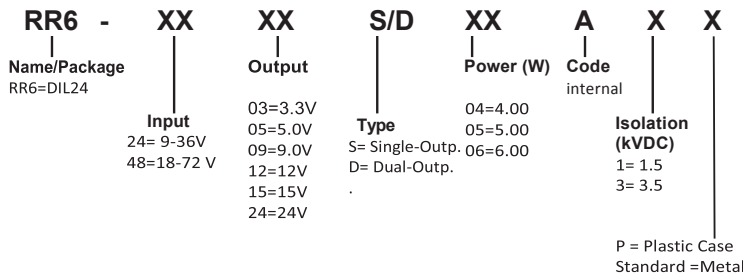 RR6 - XX XX S/D XX A X X
Name/Package
RR6=DIL24
Input
24= 9-36V
48=18-72 V
Output
03=3.3V
05=5.0V
09=9.0V
12=12V
15=15V
24=24V
Type
S= Single-Outp.
D= Dual-Outp.
.
Power (W)
04=4.00
05=5.00
06=6.00
Code
internal
Isolation
(kVDC)
1= 1.5
3= 3.5
P = Plastic Case
Standard =Metal